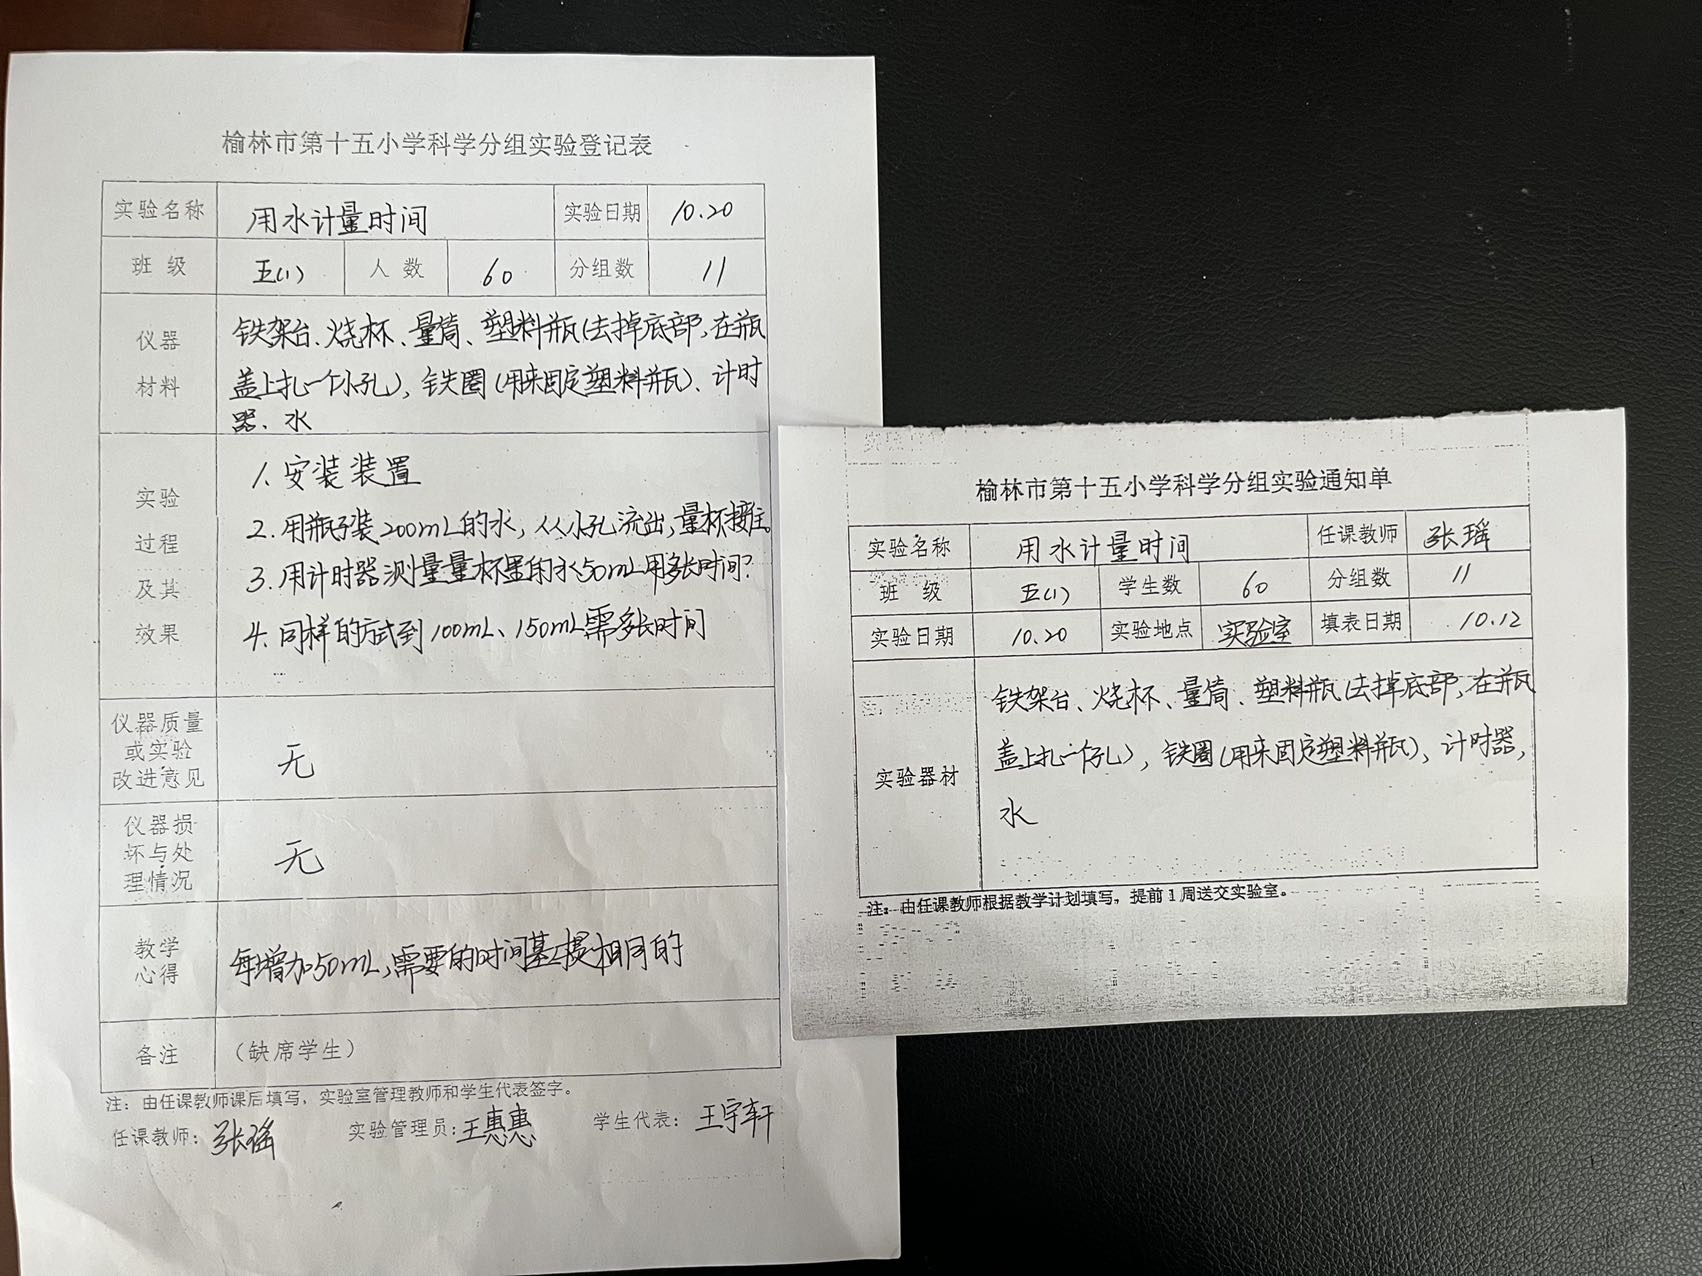 榆林市第十五小学科学分组实验登记表
实验名称 用水计量时间 实验日期 10.20
班 级 五(1) 人 数 60 分组数 11
仪器
材料
铁架台、烧杯、量筒、塑料瓶(去掉底部,在瓶
盖上扎一个小孔),铁圈(用来固定塑料瓶)、计时
器、水
实验
过程
及其
效果
1.安装装置
2.用瓶子装200mL的水,从小孔流出,量杯接住。
3.用计时器测量量杯里的水50mL用多长时间?
4.同样的方式到100mL、150mL需多长时间
仪器质量
或实验
改进意见
无
仪器损
坏与处
理情况
无
教学
心得
每增加50mL,需要的时间基本是相同的
备注 (缺席学生)
注:由任课教师课后填写,实验室管理教师和学生代表签字。
任课教师:张瑶 实验管理员:王惠惠 学生代表:王宇轩
榆林市第十五小学科学分组实验通知单
实验名称 用水计量时间 任课教师 张瑶
班 级 五(1) 学生数 60 分组数 11
实验日期 10.20 实验地点 实验室 填表日期 10.12
实验器材
铁架台、烧杯、量筒、塑料瓶(去掉底部,在瓶
盖上扎一个小孔),铁圈(用来固定塑料瓶)、计时器,
水
注:由任课教师根据教学计划填写,提前1周送交实验室。